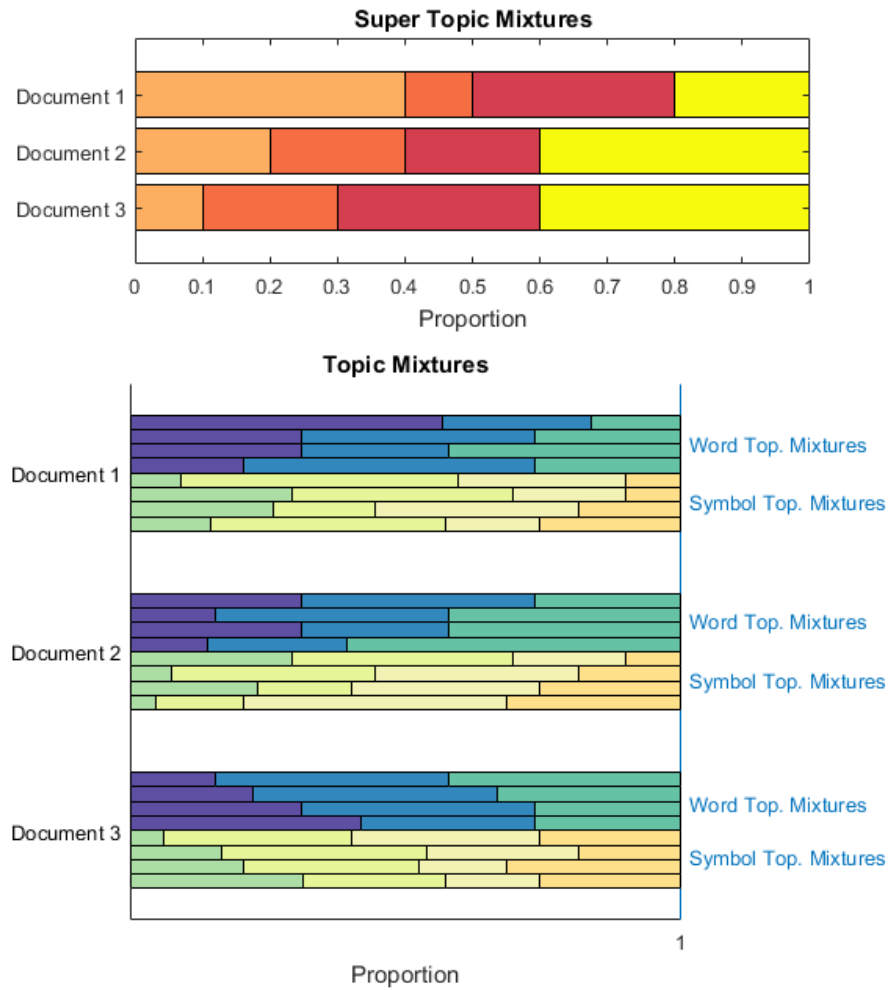 Super Topic Mixtures
Document 1
Document 2
Document 3
0 0.1 0.2 0.3 0.4 0.5 0.6 0.7 0.8 0.9 1
Proportion
Topic Mixtures
Word Top. Mixtures
Document 1
Symbol Top. Mixtures
Word Top. Mixtures
Document 2
Symbol Top. Mixtures
Word Top. Mixtures
Document 3
Symbol Top. Mixtures
1
Proportion